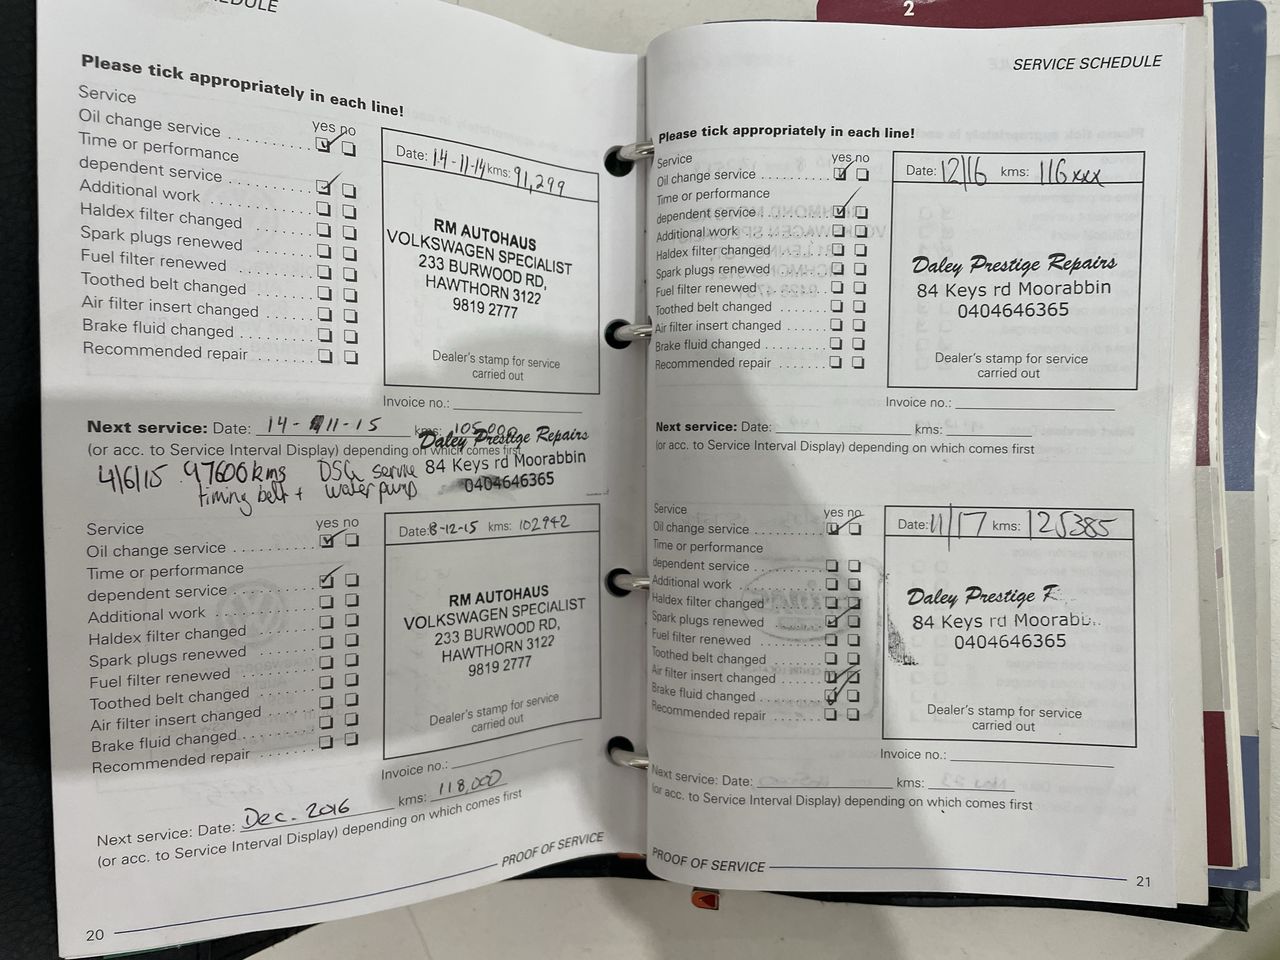 SCHEDULE
Please tick appropriately in each line!
Service
yes no
Oil change service
Time or performance
dependent service
Additional work
Haldex filter changed
Spark plugs renewed
Fuel filter renewed
Toothed belt changed
Air filter insert changed
Brake fluid changed
Recommended repair
Date: 14-11-14 kms: 91,299
RM AUTOHAUS
VOLKSWAGEN SPECIALIST
233 BURWOOD RD,
HAWTHORN 3122
9819 2777
Dealer's stamp for service
carried out
Invoice no.:
Next service: Date: 14-11-15 kms: 105,000
(or acc. to Service Interval Display) depending on which comes first
4/6/15 97600kms DSG service
timing belt + water pump
Daley Prestige Repairs
84 Keys rd Moorabbin
0404646365
Service
yes no
Oil change service
Time or performance
dependent service
Additional work
Haldex filter changed
Spark plugs renewed
Fuel filter renewed
Toothed belt changed
Air filter insert changed
Brake fluid changed
Recommended repair
Date: 8-12-15 kms: 102942
RM AUTOHAUS
VOLKSWAGEN SPECIALIST
233 BURWOOD RD,
HAWTHORN 3122
9819 2777
Dealer's stamp for service
carried out
Invoice no.:
Next service: Date: Dec. 2016 kms: 118,000
(or acc. to Service Interval Display) depending on which comes first
PROOF OF SERVICE
20
2
SERVICE SCHEDULE
Please tick appropriately in each line!
Service
yes no
Oil change service
Time or performance
dependent service
Additional work
Haldex filter changed
Spark plugs renewed
Fuel filter renewed
Toothed belt changed
Air filter insert changed
Brake fluid changed
Recommended repair
Date: 12/16 kms: 116xxx
Daley Prestige Repairs
84 Keys rd Moorabbin
0404646365
Dealer's stamp for service
carried out
Invoice no.:
Next service: Date: kms:
(or acc. to Service Interval Display) depending on which comes first
Service
yes no
Oil change service
Time or performance
dependent service
Additional work
Haldex filter changed
Spark plugs renewed
Fuel filter renewed
Toothed belt changed
Air filter insert changed
Brake fluid changed
Recommended repair
Date: 11/17 kms: 125385
Daley Prestige R
84 Keys rd Moorabb
0404646365
Dealer's stamp for service
carried out
Invoice no.:
Next service: Date: kms:
(or acc. to Service Interval Display) depending on which comes first
PROOF OF SERVICE
21